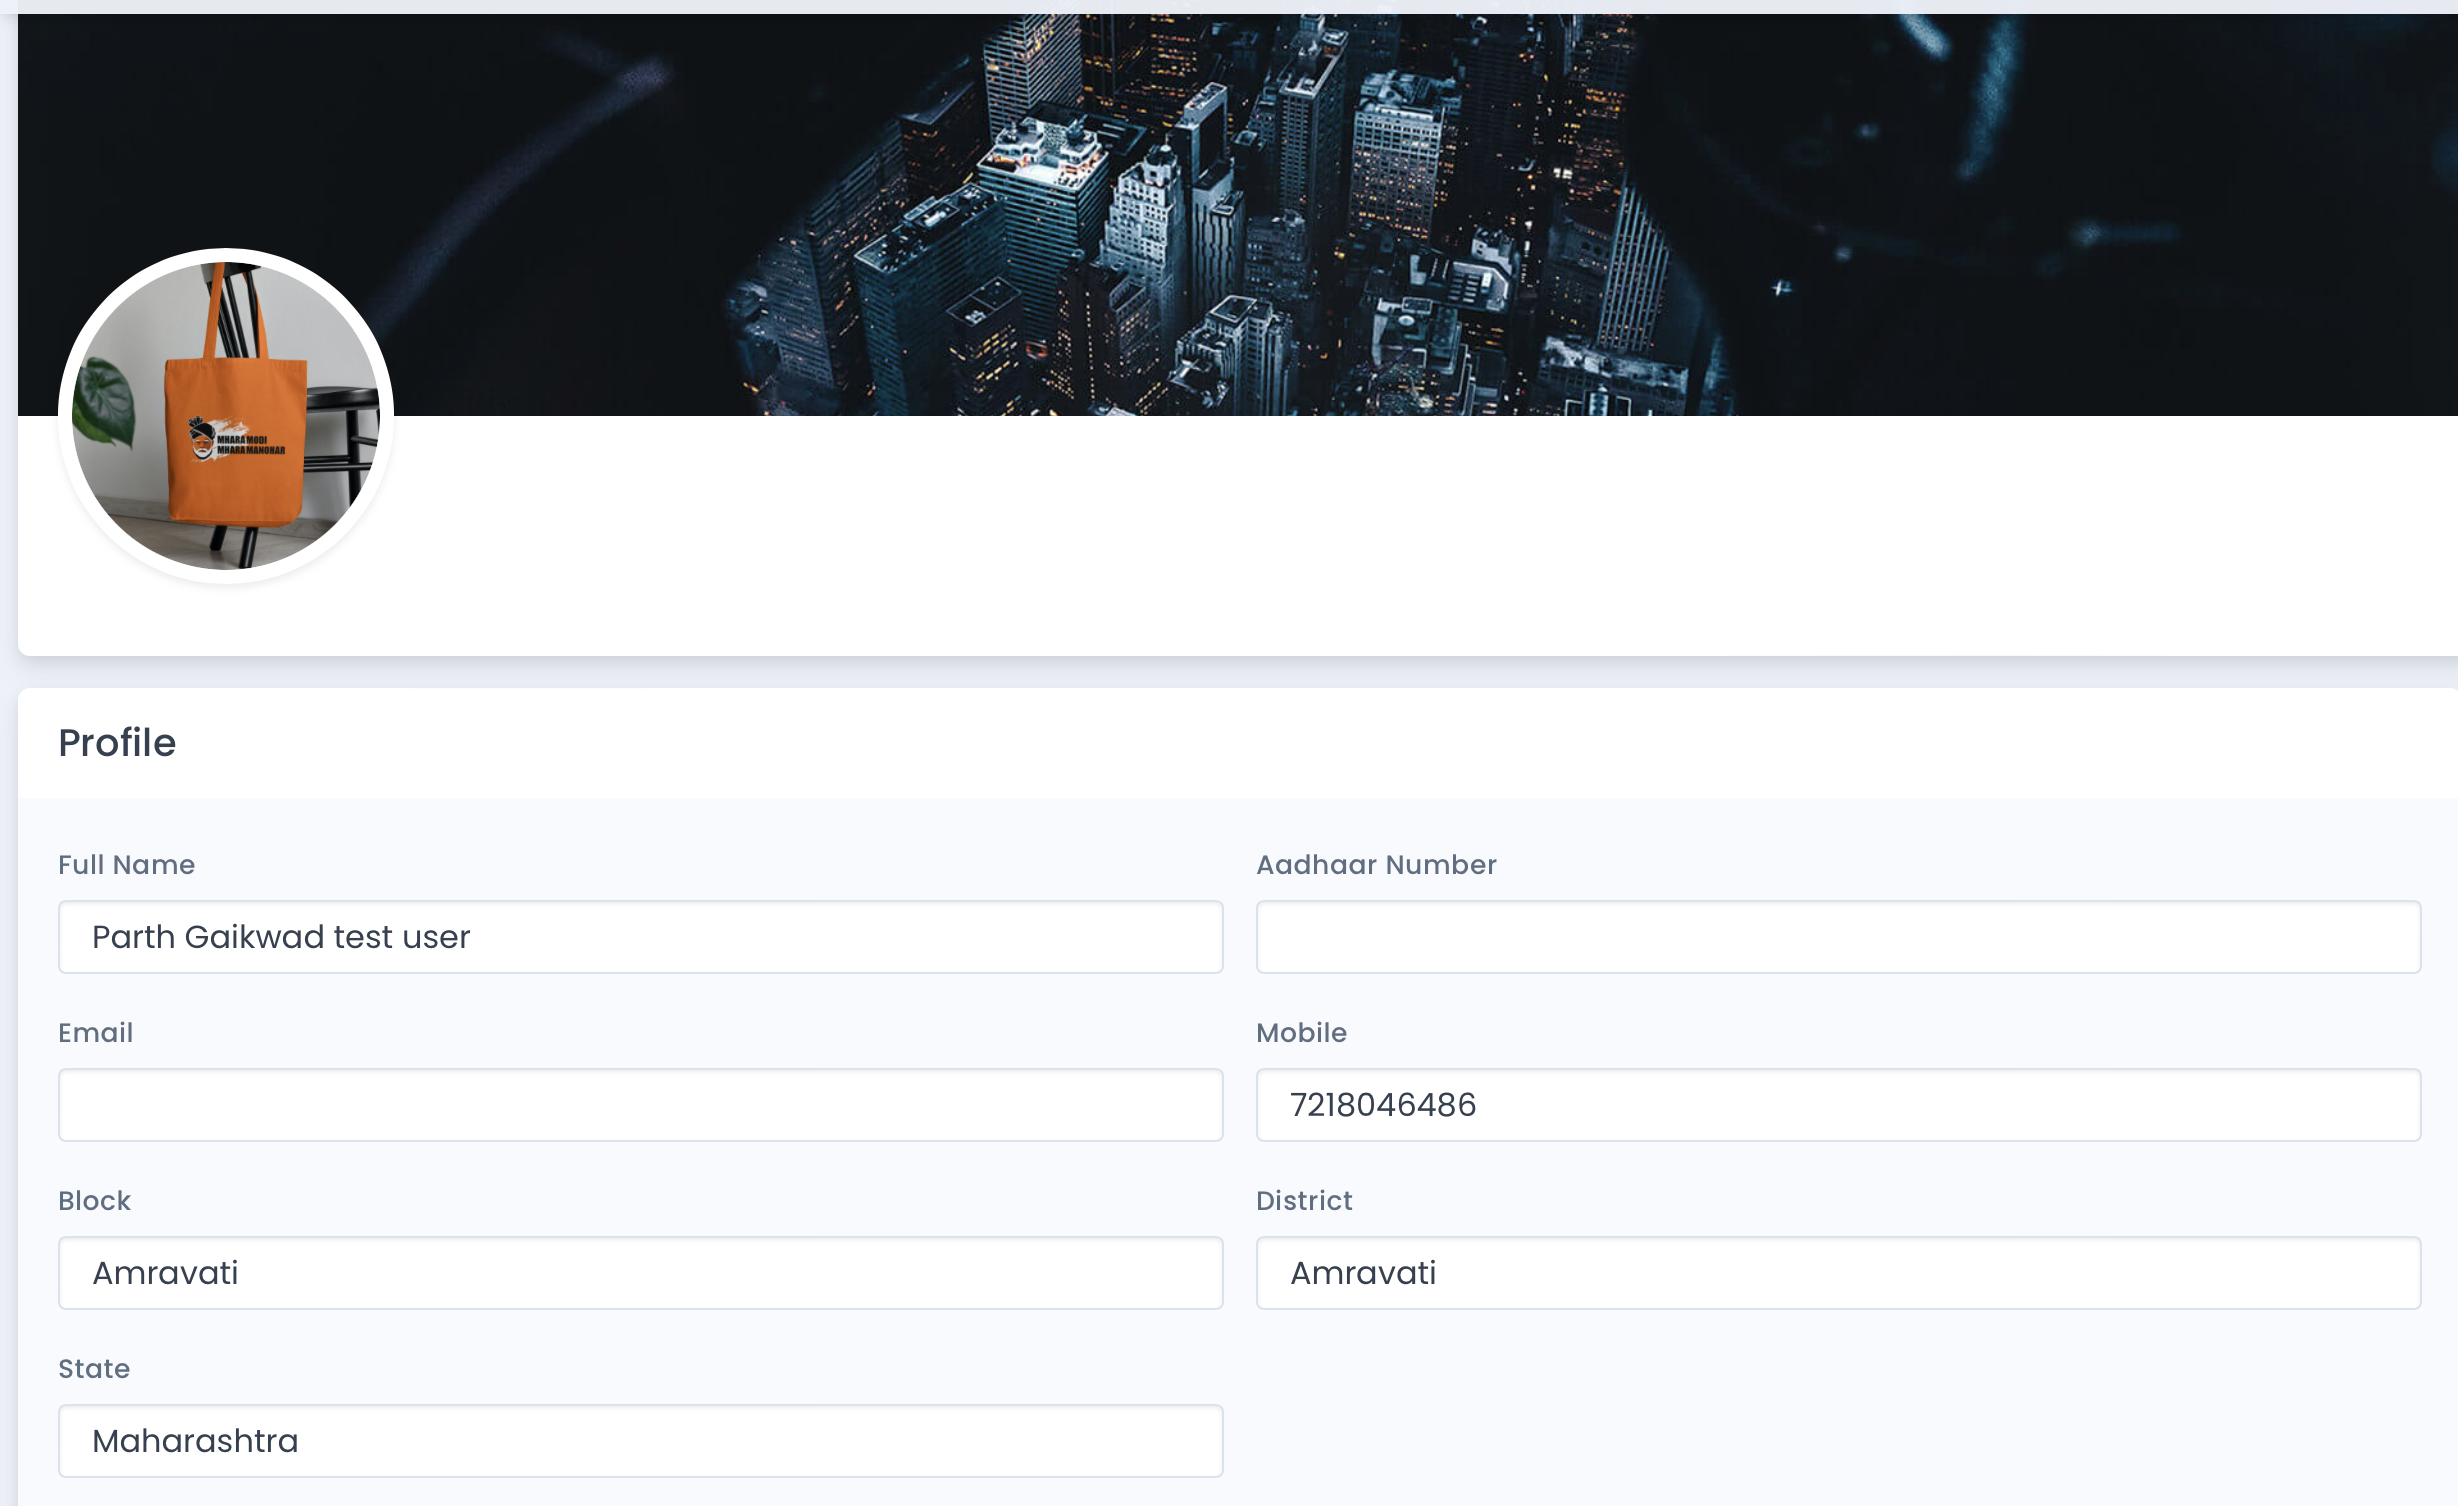 MHARA MODI
MHARA MANOHAR
Profile
Full Name
Aadhaar Number
Parth Gaikwad test user
Email
Mobile
7218046486
Block
District
Amravati
Amravati
State
Maharashtra